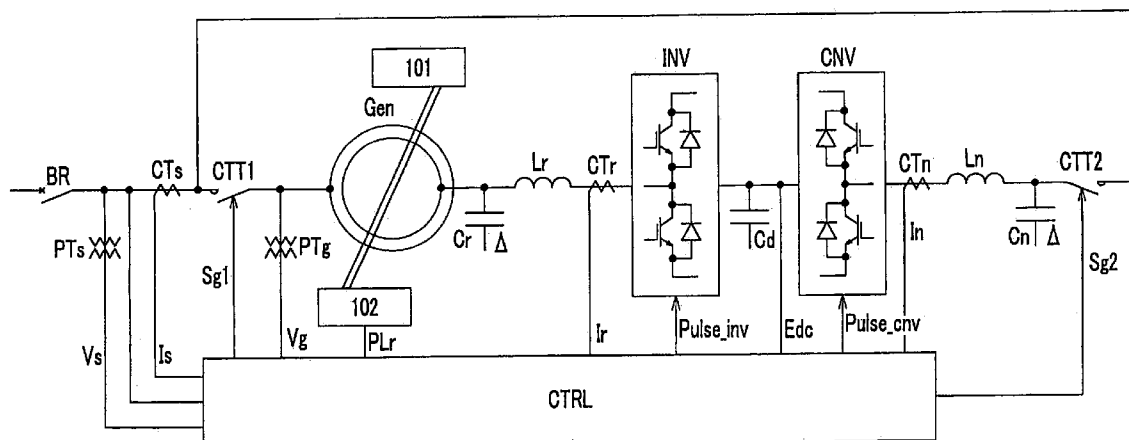 INV
CNV
101
Gen
BR
CTs
CTT1
Lr
CTr
CTn
Ln
CTT2
PTs
PTg
Cr
Δ
Cd
In
Cn
Δ
Sg1
Sg2
102
Vs
Is
Vg
PLr
Ir
Pulse_inv
Edc
Pulse_cnv
CTRL